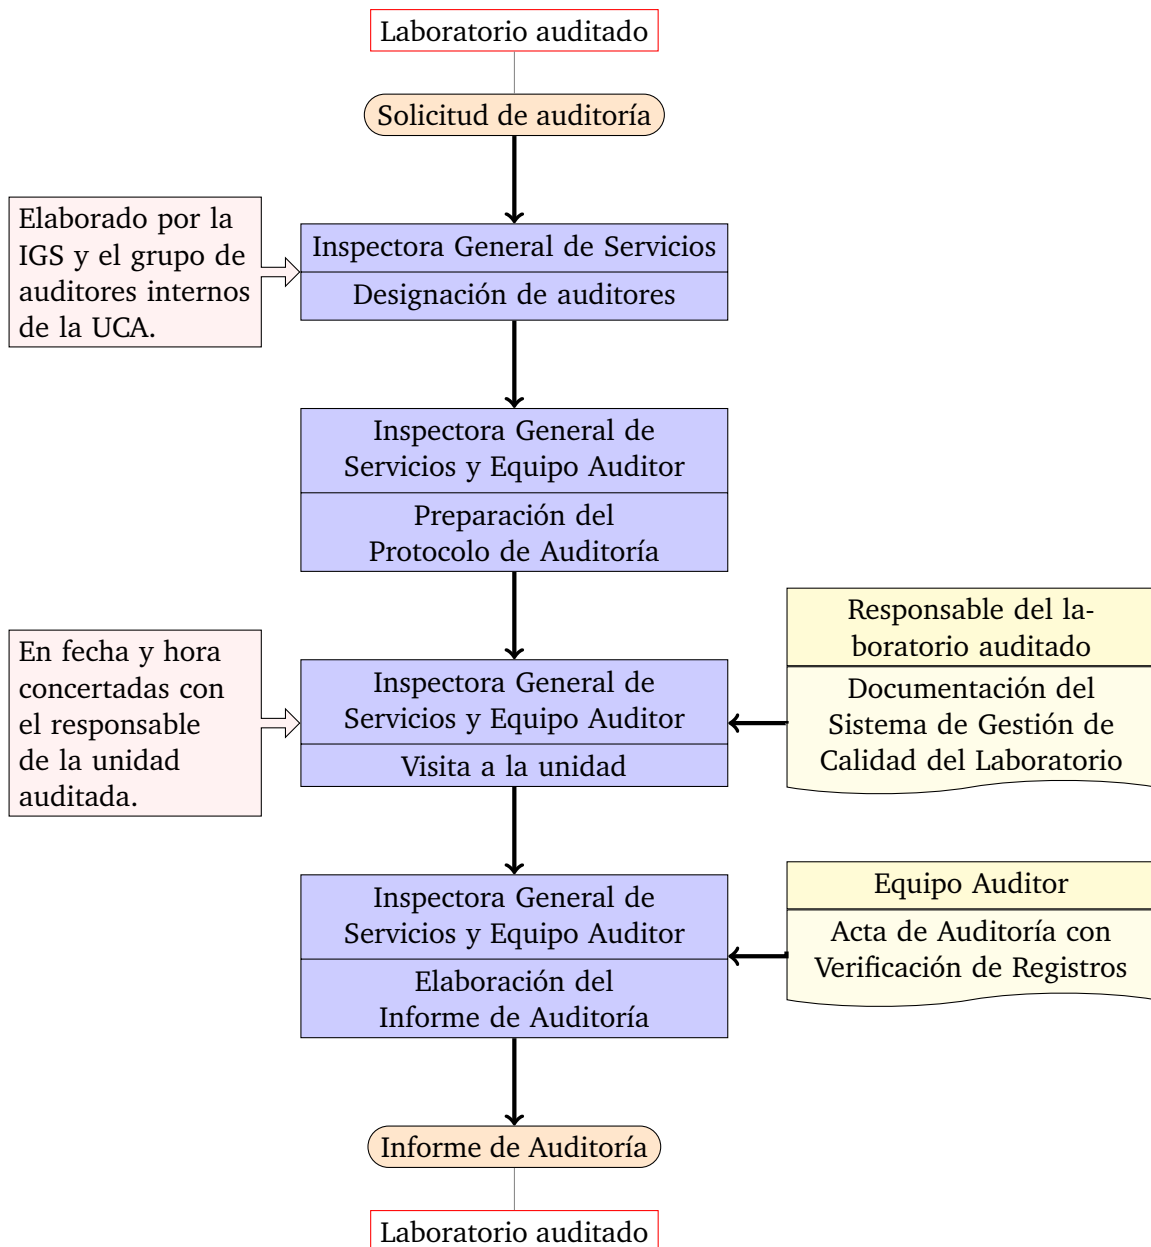 Laboratorio auditado
Solicitud de auditoría
Elaborado por la
IGS y el grupo de
auditores internos
de la UCA.
Inspectora General de Servicios
Designación de auditores
Inspectora General de
Servicios y Equipo Auditor
Preparación del
Protocolo de Auditoría
En fecha y hora
concertadas con
el responsable
de la unidad
auditada.
Inspectora General de
Servicios y Equipo Auditor
Visita a la unidad
Responsable del la-
boratorio auditado
Documentación del
Sistema de Gestión de
Calidad del Laboratorio
Inspectora General de
Servicios y Equipo Auditor
Elaboración del
Informe de Auditoría
Equipo Auditor
Acta de Auditoría con
Verificación de Registros
Informe de Auditoría
Laboratorio auditado